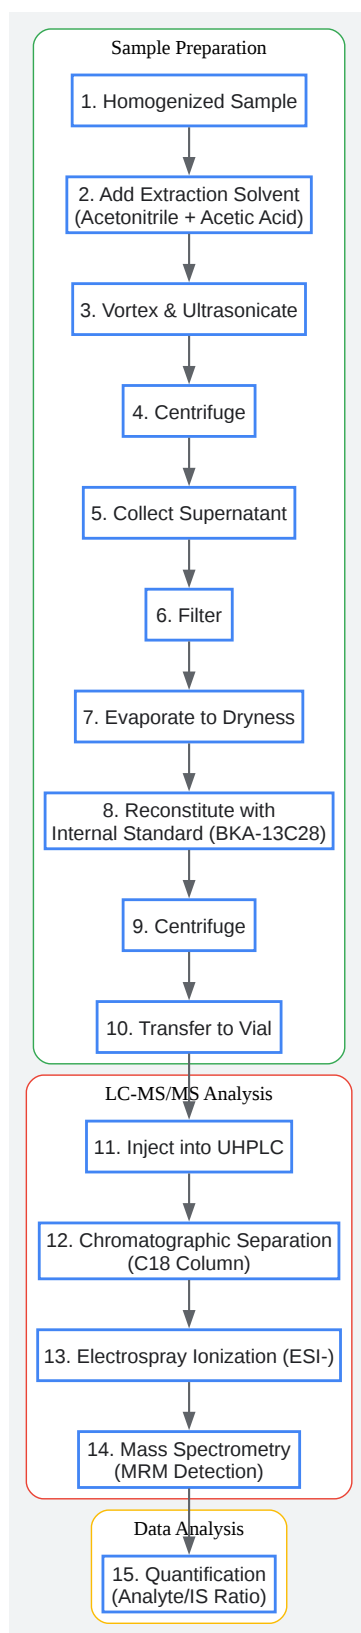 Sample Preparation
1. Homogenized Sample
2. Add Extraction Solvent
(Acetonitrile + Acetic Acid)
3. Vortex & Ultrasonicate
4. Centrifuge
5. Collect Supernatant
6. Filter
7. Evaporate to Dryness
8. Reconstitute with
Internal Standard (BKA-13C28)
9. Centrifuge
10. Transfer to Vial
LC-MS/MS Analysis
11. Inject into UHPLC
12. Chromatographic Separation
(C18 Column)
13. Electrospray Ionization (ESI-)
14. Mass Spectrometry
(MRM Detection)
Data Analysis
15. Quantification
(Analyte/IS Ratio)